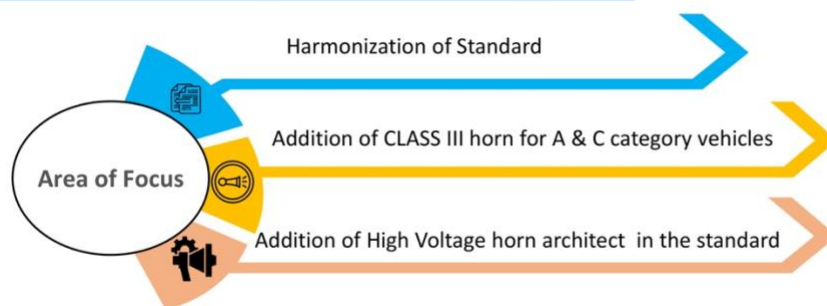 Harmonization of Standard
Addition of CLASS III horn for A & C category vehicles
Area of Focus
Addition of High Voltage horn architect in the standard